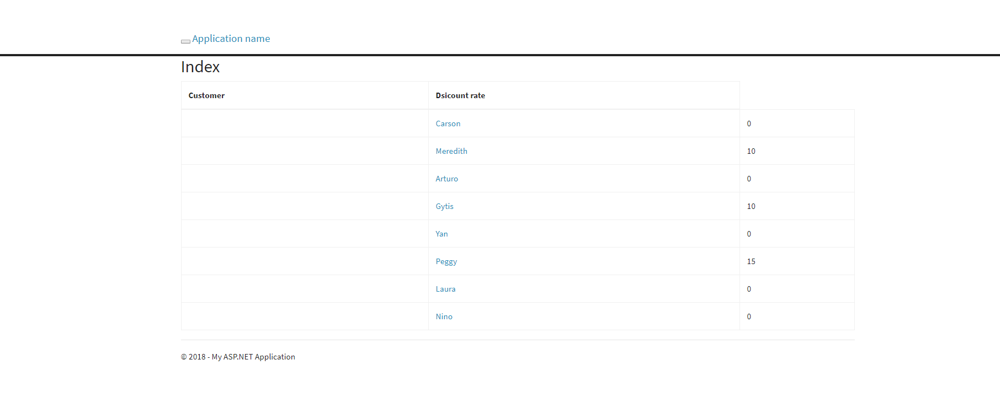 Application name
Index
Customer Dsicount rate
Carson 0
Meredith 10
Arturo 0
Gytis 10
Yan 0
Peggy 15
Laura 0
Nino 0
© 2018 - My ASP.NET Application